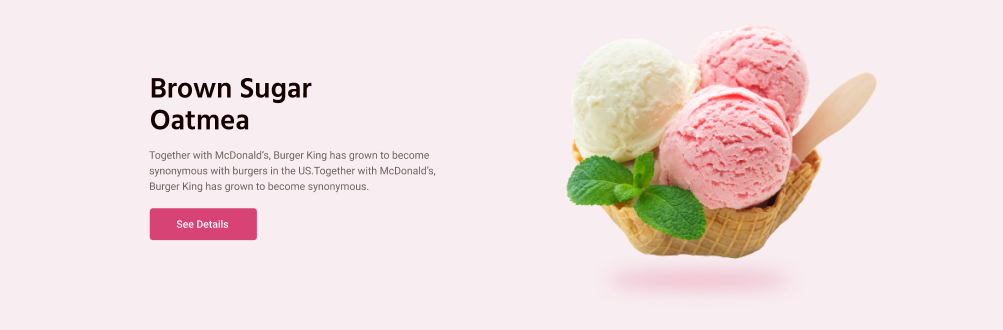 Brown Sugar
Oatmea
Together with McDonald's, Burger King has grown to become
synonymous with burgers in the US.Together with McDonald's,
Burger King has grown to become synonymous.
See Details